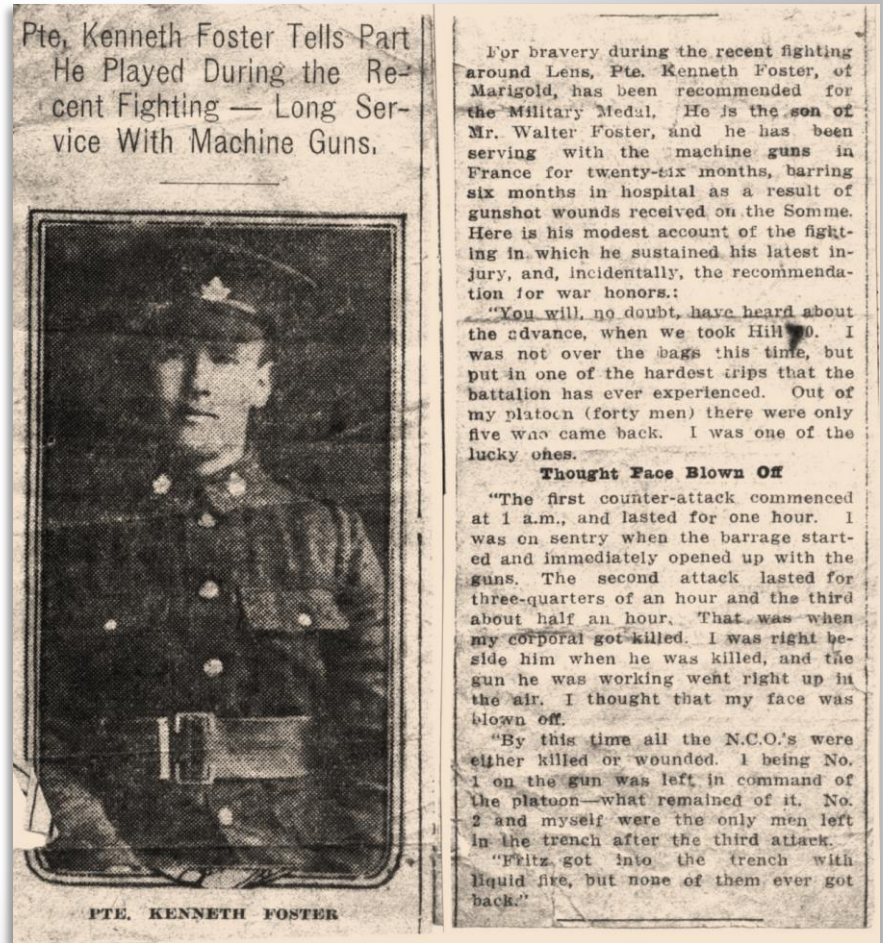 Pte. Kenneth Foster Tells Part
He Played During the Re-
cent Fighting — Long Ser-
vice With Machine Guns.
PTE. KENNETH FOSTER
For bravery during the recent fighting
around Lens, Pte. Kenneth Foster, of
Marigold, has been recommended for
the Military Medal. He is the son of
Mr. Walter Foster, and he has been
serving with the machine guns in
France for twenty-six months, barring
six months in hospital as a result of
gunshot wounds received on the Somme.
Here is his modest account of the fight-
ing in which he sustained his latest in-
jury, and, incidentally, the recommenda-
tion for war honors.:
"You will, no doubt, have heard about
the advance, when we took Hill I
was not over the bags this time, but
put in one of the hardest trips that the
battalion has ever experienced. Out of
my platoon (forty men) there were only
five who came back. I was one of the
lucky ones.
Thought Face Blown Off
"The first counter-attack commenced
at 1 a.m., and lasted for one hour. I
was on sentry when the barrage start-
ed and immediately opened up with the
guns. The second attack lasted for
three-quarters of an hour and the third
about half an hour. That was when
my corporal got killed. I was right be-
side him when he was killed, and the
gun he was working went right up in
the air. I thought that my face was
blown off.
"By this time all the N.C.O.'s were
either killed or wounded. I being No.
1 on the gun was left in command of
the platoon—what remained of it. No.
2 and myself were the only men left
in the trench after the third attack.
"Fritz got into the trench with
liquid fire, but none of them ever got
back."